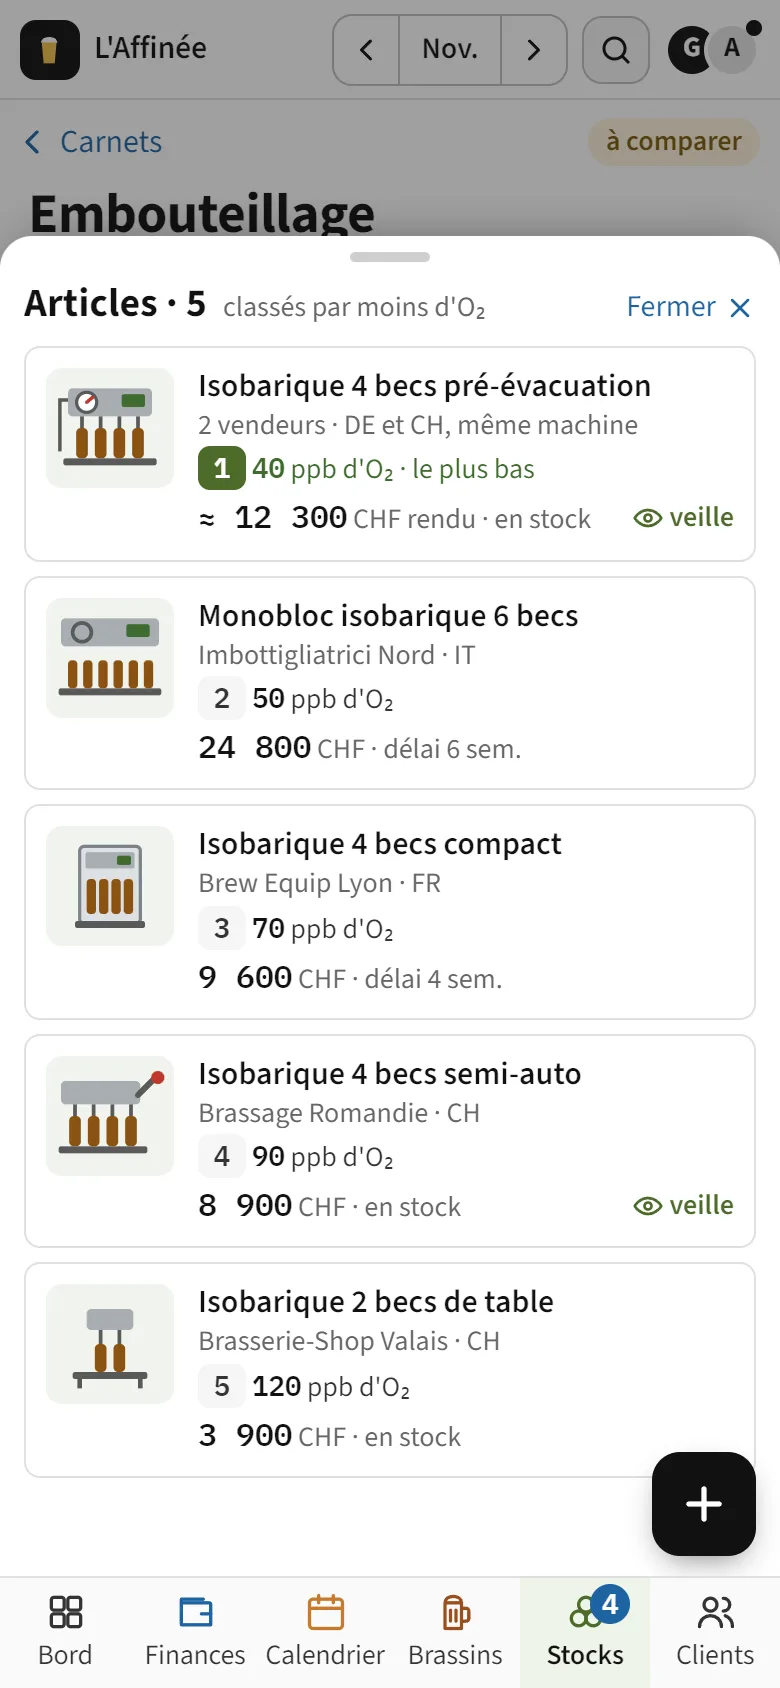 L'Affinée
Nov.
G
A
Carnets
à comparer
Embouteillage
Articles · 5 classés par moins d'O₂
Fermer
Isobarique 4 becs pré-évacuation
2 vendeurs · DE et CH, même machine
1 40 ppb d'O₂ · le plus bas
≈ 12 300 CHF rendu · en stock
veille
Monobloc isobarique 6 becs
Imbottigliatrici Nord · IT
2 50 ppb d'O₂
24 800 CHF · délai 6 sem.
Isobarique 4 becs compact
Brew Equip Lyon · FR
3 70 ppb d'O₂
9 600 CHF · délai 4 sem.
Isobarique 4 becs semi-auto
Brassage Romandie · CH
4 90 ppb d'O₂
8 900 CHF · en stock
veille
Isobarique 2 becs de table
Brasserie-Shop Valais · CH
5 120 ppb d'O₂
3 900 CHF · en stock
4
Bord
Finances
Calendrier
Brassins
Stocks
Clients